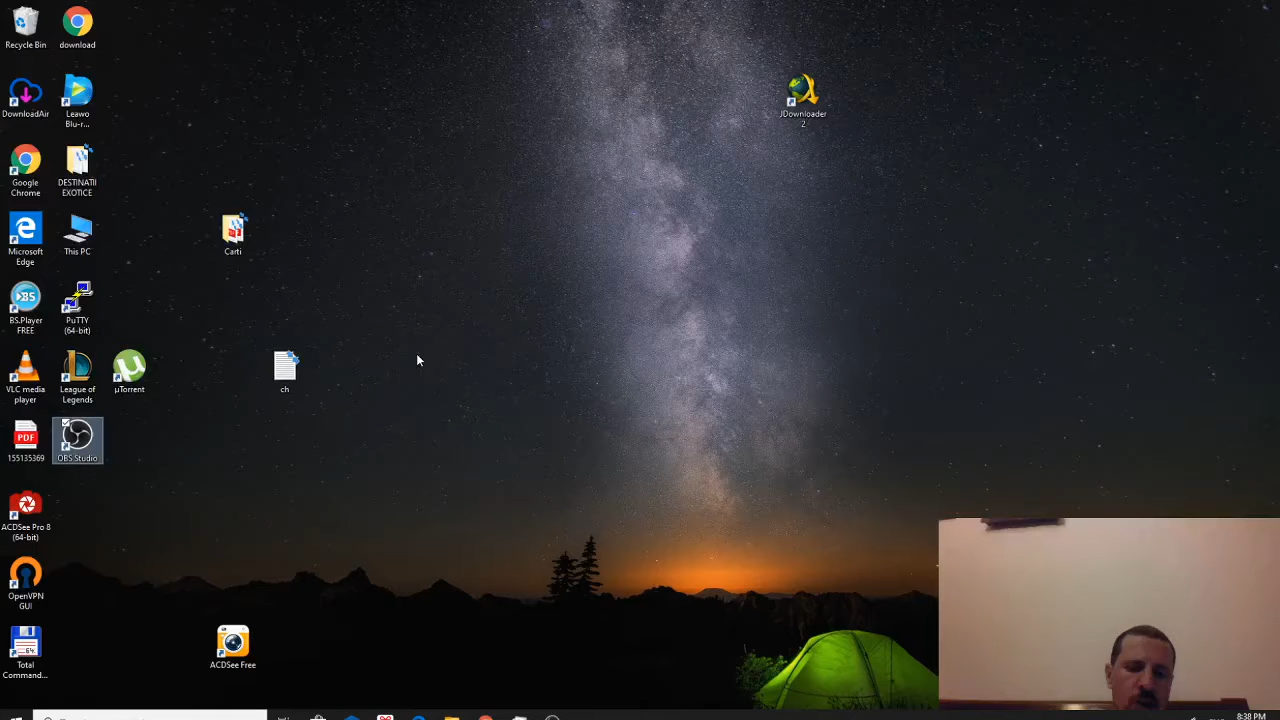 Recycle Bin
download
DownloadAir
Leawo
Blu-r...
JDownloader
2
Google
Chrome
DESTINATII
EXOTICE
Microsoft
Edge
This PC
Carti
BS.Player
FREE
PuTTY
(64-bit)
VLC media
player
League of
Legends
µTorrent
ch
PDF
155135369
OBS Studio
ACDSee Pro 8
(64-bit)
OpenVPN
GUI
64
Total
Command...
ACDSee Free
8:38 PM